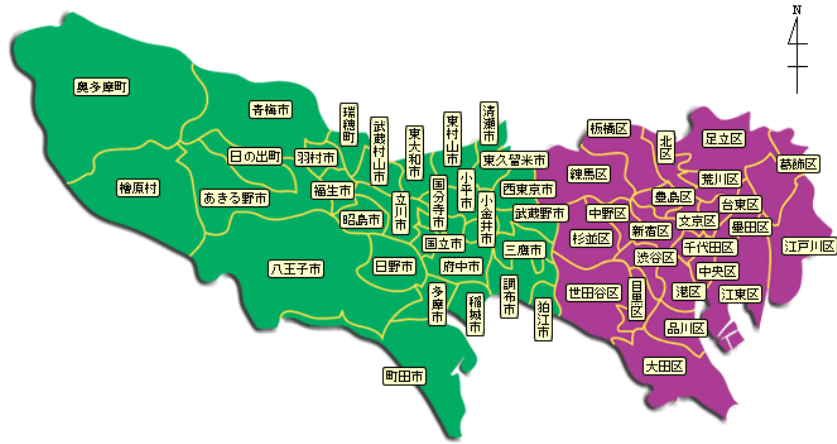 N
奥多摩町
青梅市
瑞穂町
武蔵村山市
東大和市
東村山市
清瀬市
板橋区
北区
足立区
日の出町
羽村市
東久留米市
練馬区
荒川区
葛飾区
檜原村
あきる野市
福生市
昭島市
立川市
国分寺市
小平市
小金井市
西東京市
武蔵野市
中野区
豊島区
文京区
台東区
墨田区
江戸川区
杉並区
新宿区
千代田区
国立市
三鷹市
渋谷区
中央区
八王子市
日野市
府中市
世田谷区
目黒区
港区
江東区
多摩市
稲城市
調布市
狛江市
品川区
町田市
大田区